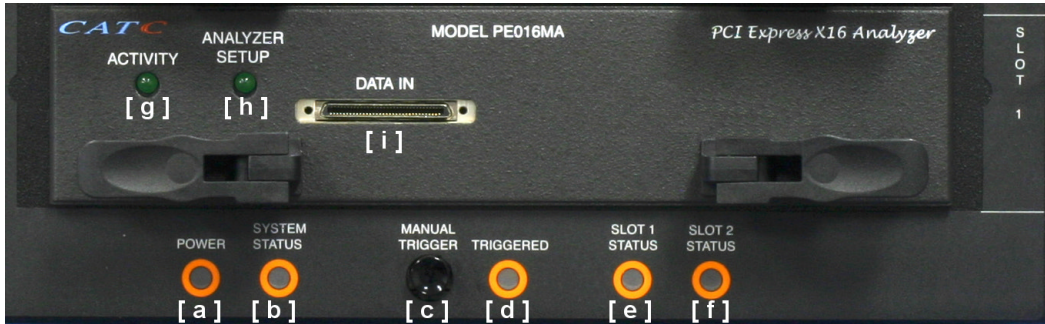 CATC
MODEL PE016MA
PCI Express X16 Analyzer
SLOT 1
ACTIVITY
ANALYZER
SETUP
DATA IN
[ g ]
[ h ]
[ i ]
POWER
SYSTEM
STATUS
MANUAL
TRIGGER
TRIGGERED
SLOT 1
STATUS
SLOT 2
STATUS
[ a ]
[ b ]
[ c ]
[ d ]
[ e ]
[ f ]